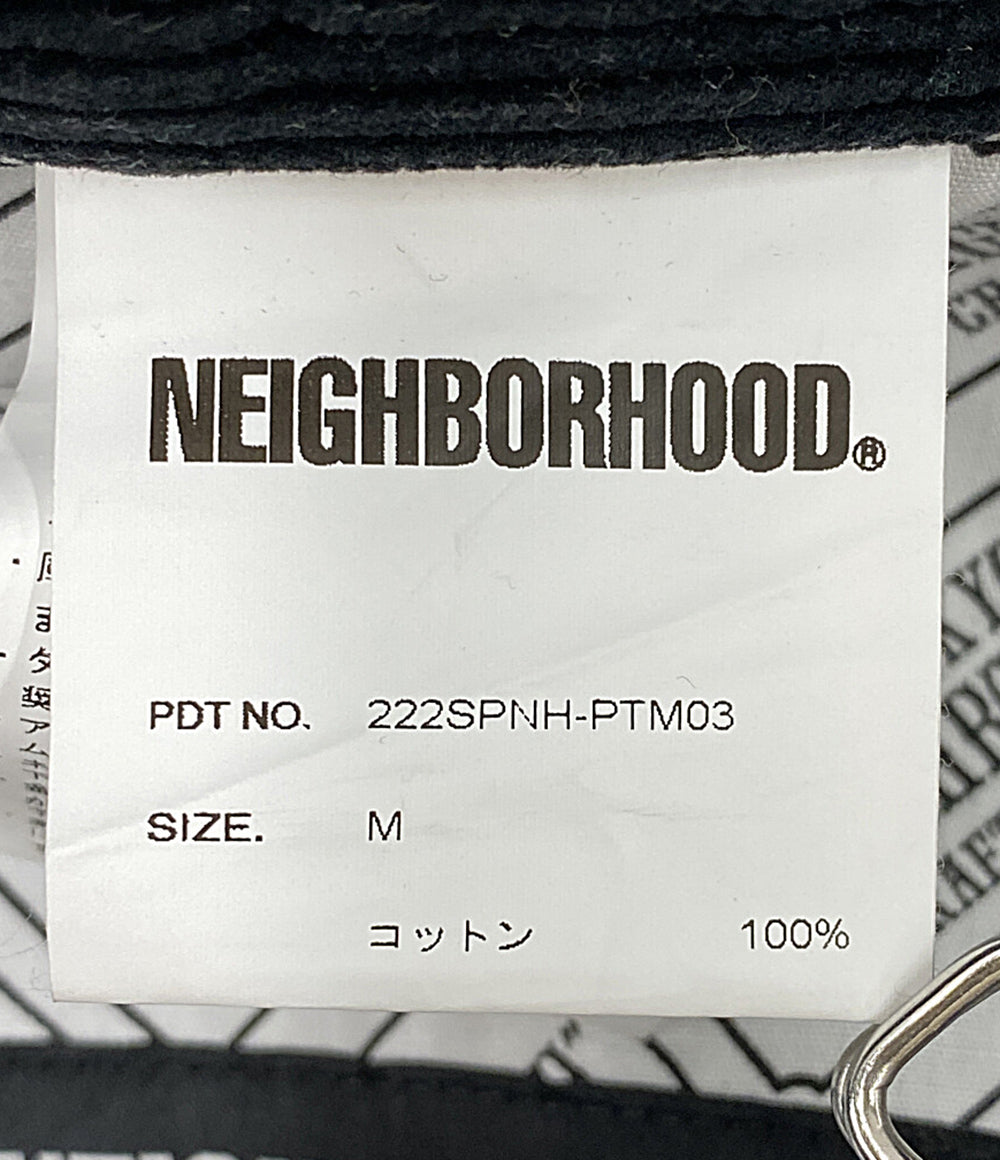 NEIGHBORHOOD®
PDT NO. 222SPNH-PTM03
SIZE. M
コットン 100%